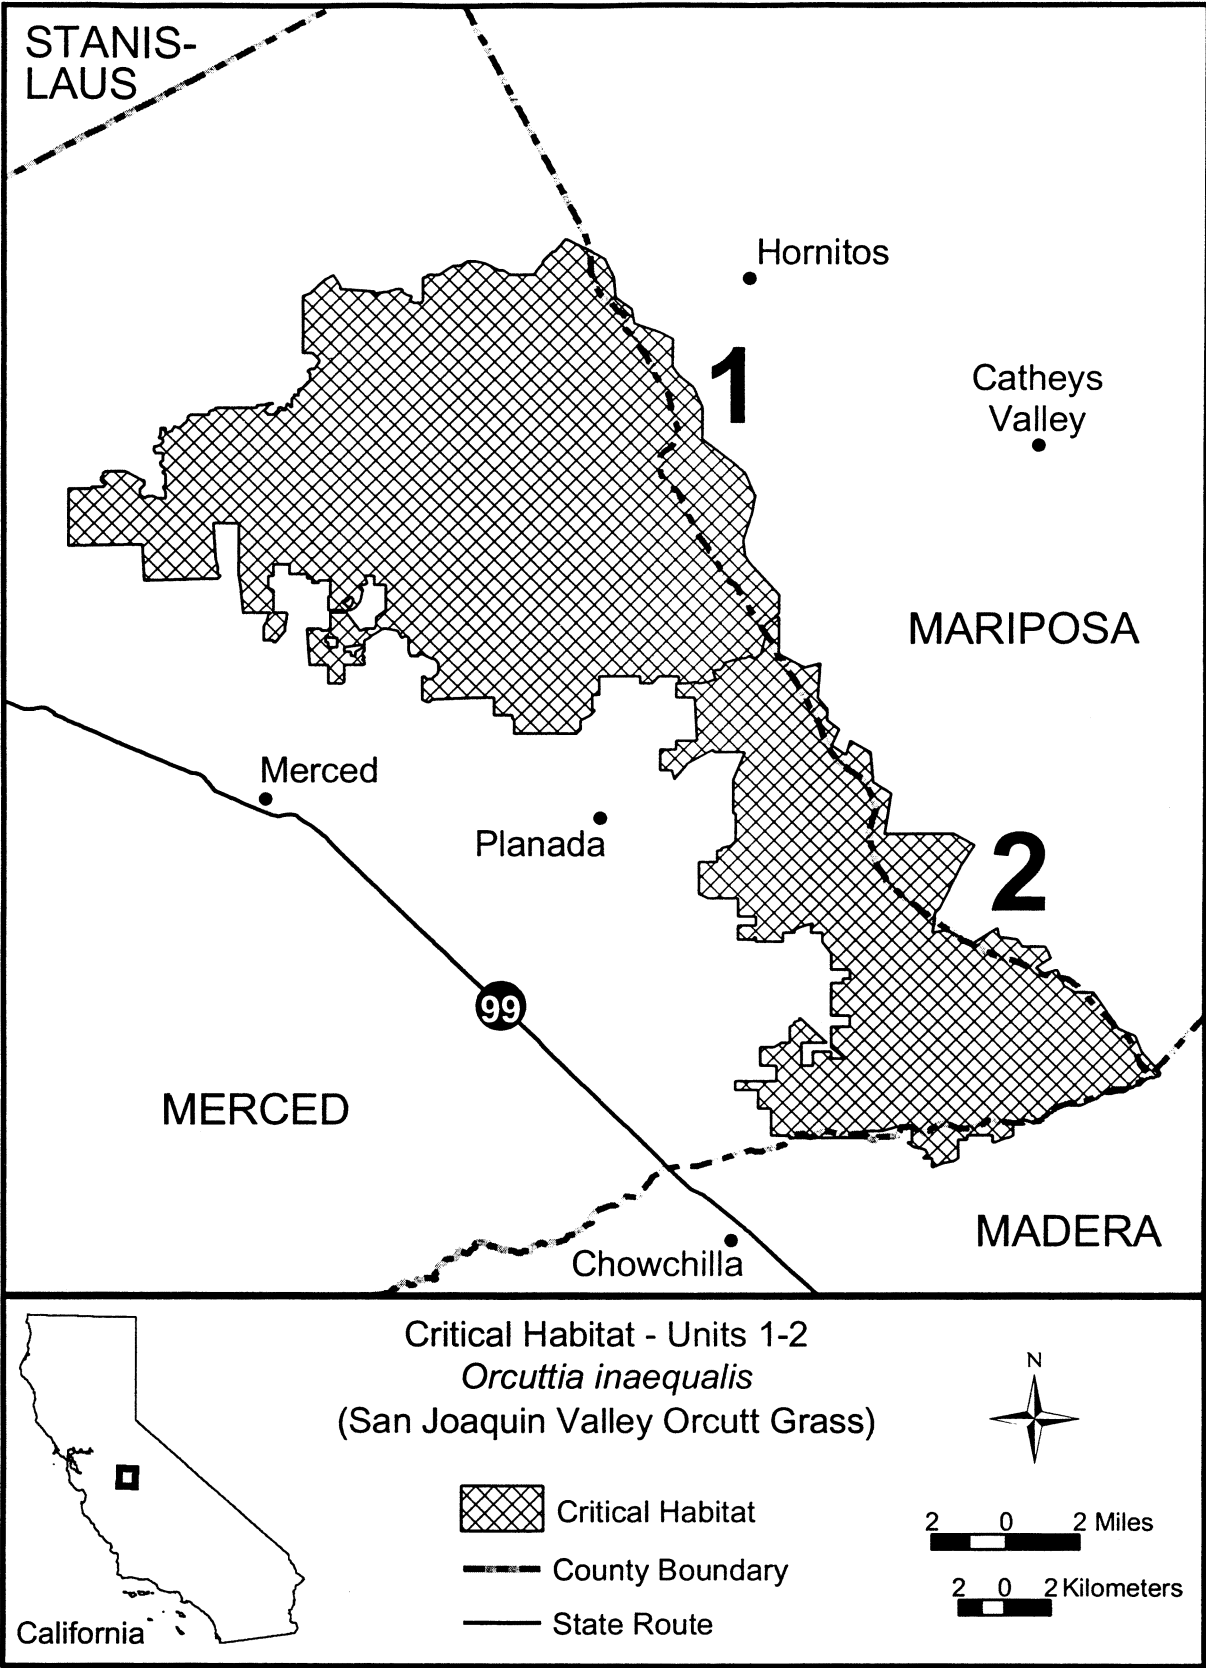 STANIS-
LAUS
Hornitos
1
Catheys
Valley
MARIPOSA
Merced
Planada
2
99
MERCED
MADERA
Chowchilla
Critical Habitat - Units 1-2
Orcuttia inaequalis
(San Joaquin Valley Orcutt Grass)
N
Critical Habitat
2 0 2 Miles
County Boundary
2 0 2 Kilometers
State Route
California